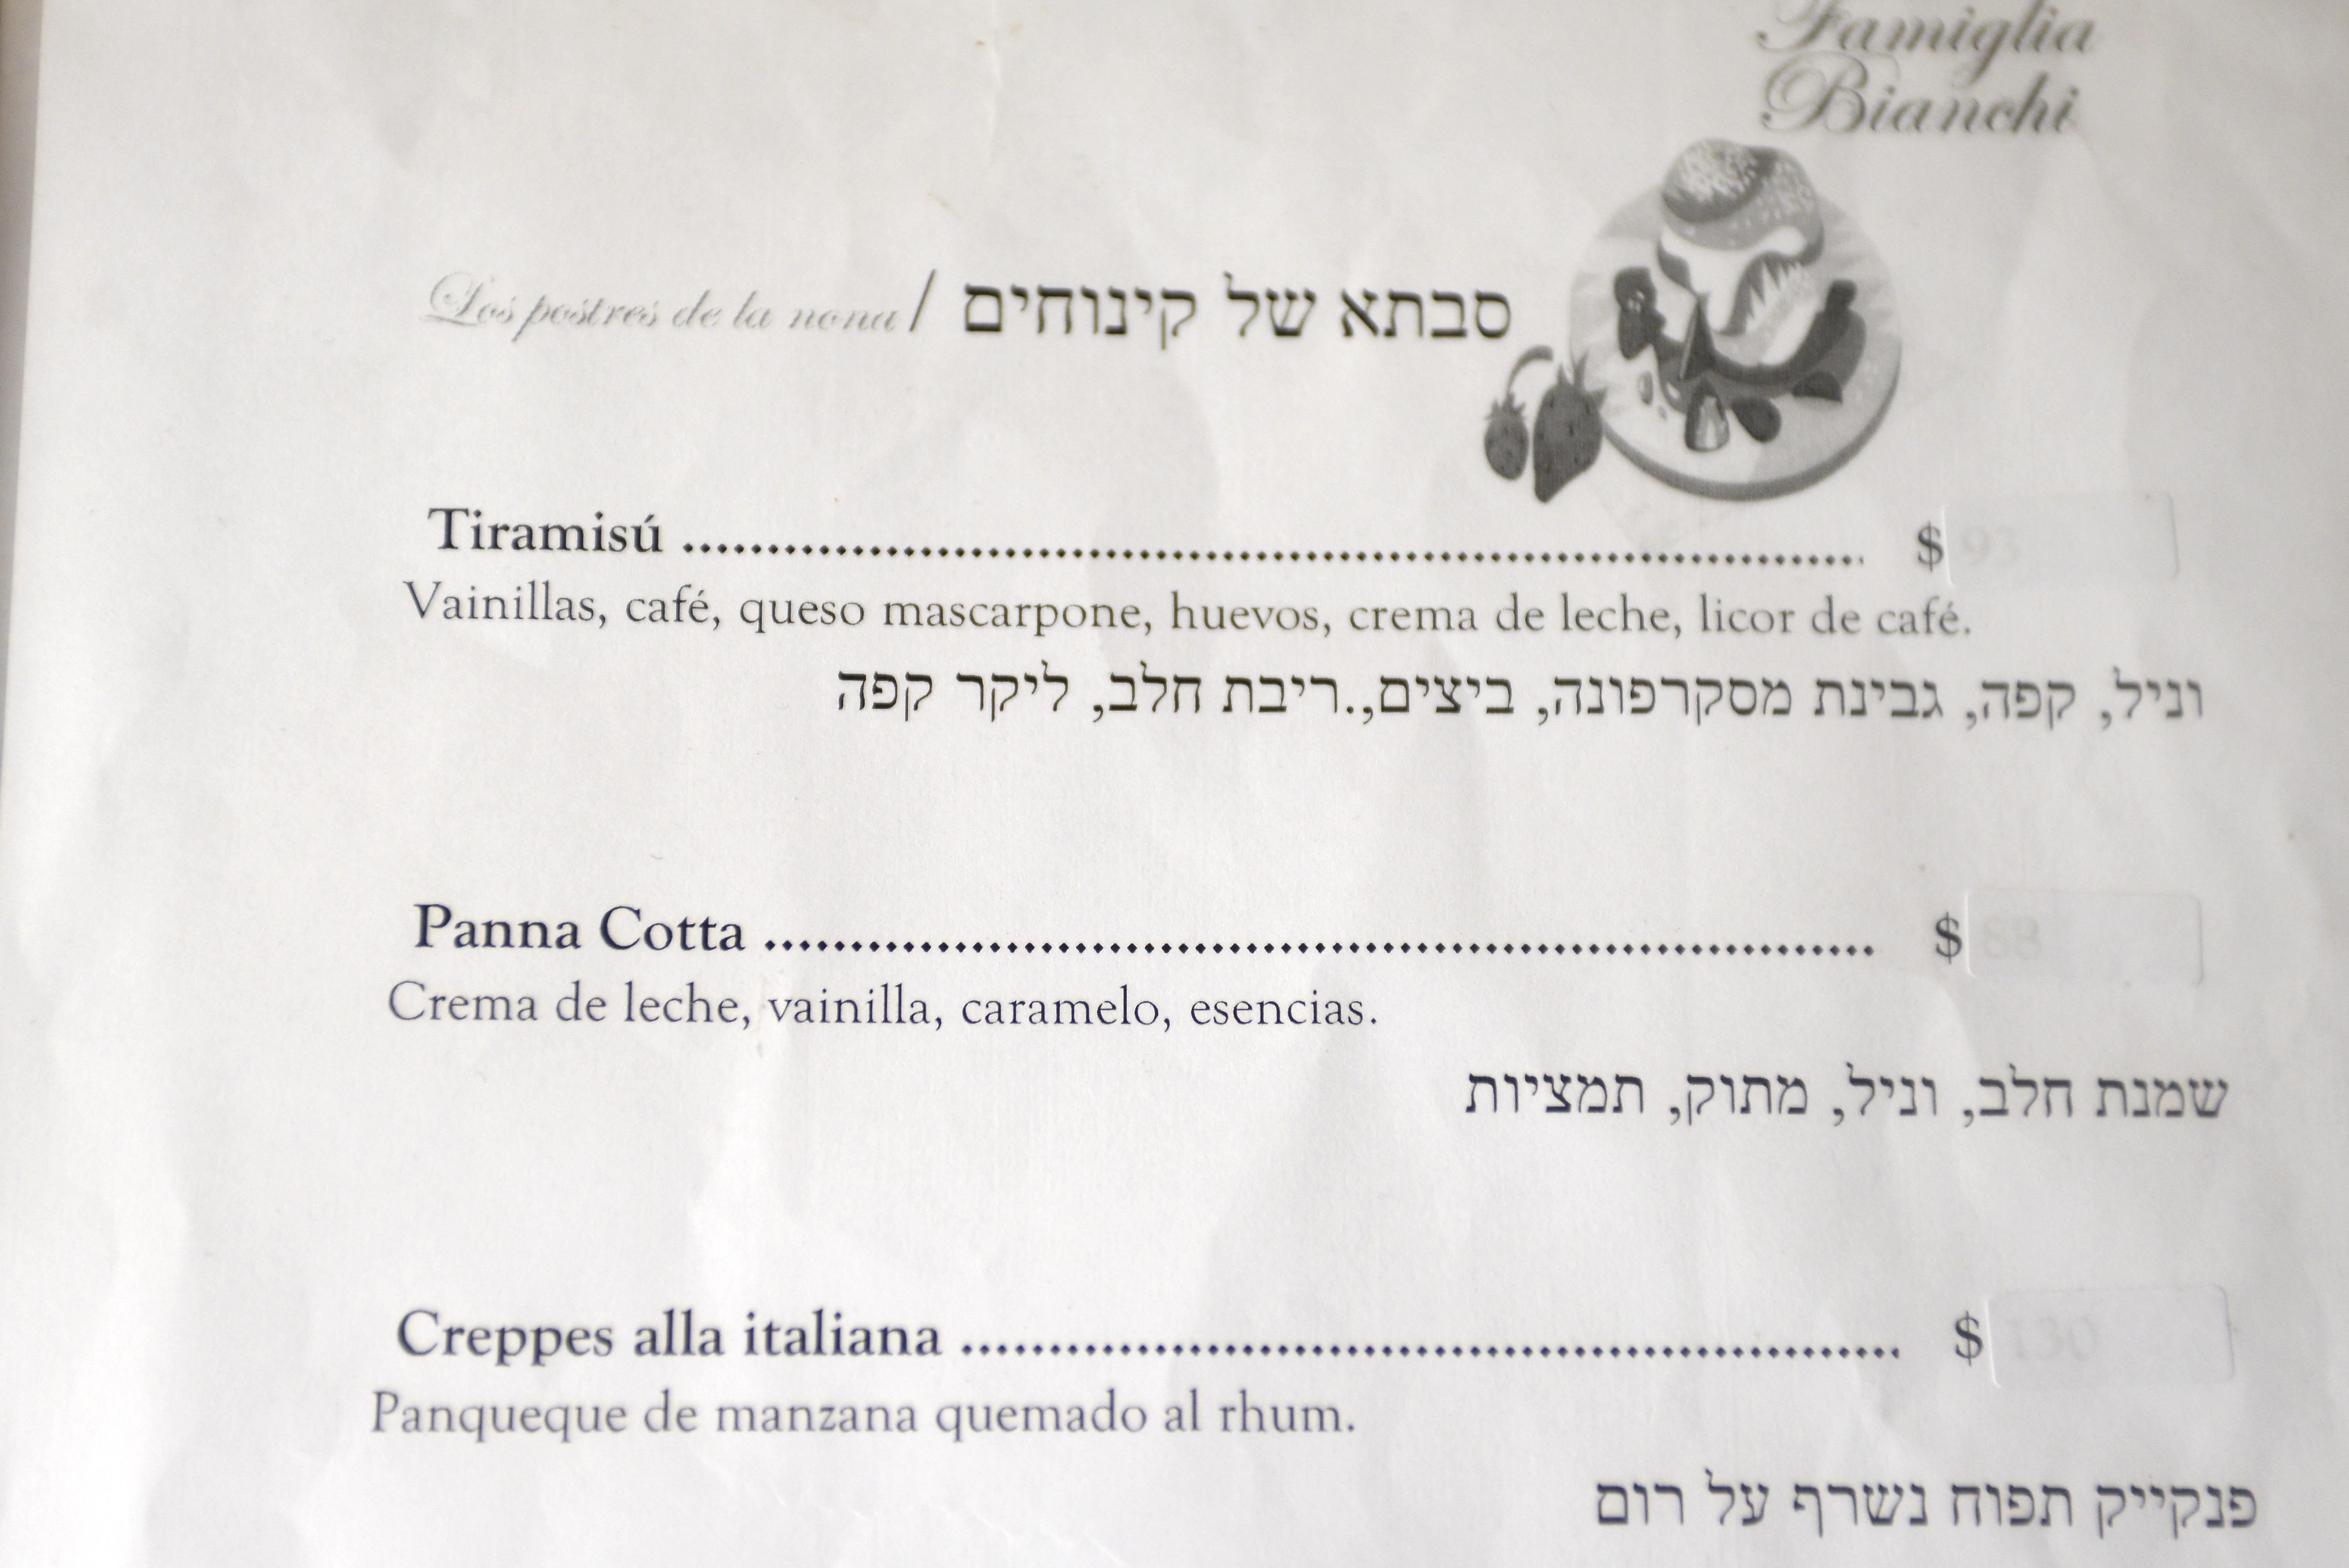 Famiglia
Bianchi
Los postres de la nona / סבתא של קינוחים
Tiramisú ........................................................................ $ 93
Vainillas, café, queso mascarpone, huevos, crema de leche, licor de café.
וניל, קפה, גבינת מסקרפונה, ביצים,.ריבת חלב, ליקר קפה
Panna Cotta .................................................................... $ 88
Crema de leche, vainilla, caramelo, esencias.
שמנת חלב, וניל, מתוק, תמציות
Creppes alla italiana ........................................................ $ 130
Panqueque de manzana quemado al rhum.
פנקייק תפוח נשרף על רום